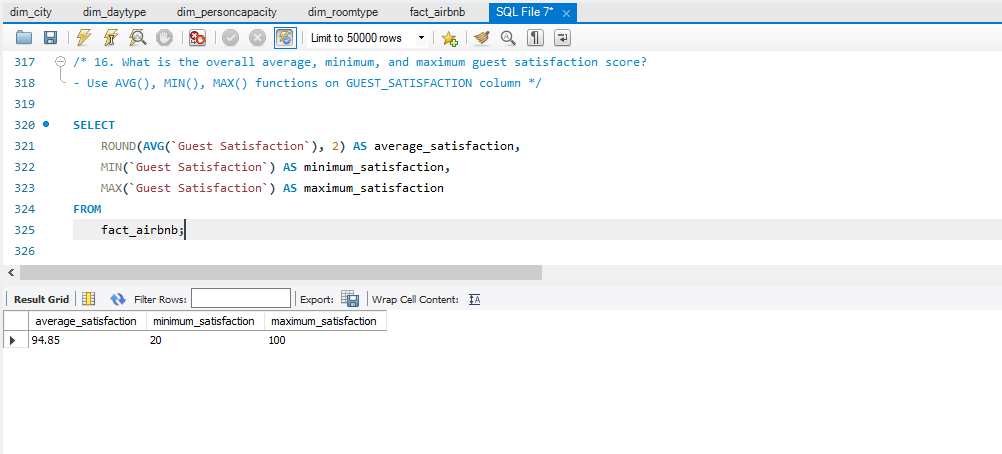 dim_city dim_daytype dim_personcapacity dim_roomtype fact_airbnb SQL File 7*
Limit to 50000 rows
317 /* 16. What is the overall average, minimum, and maximum guest satisfaction score?
318 - Use AVG(), MIN(), MAX() functions on GUEST_SATISFACTION column */
319
320 SELECT
321 ROUND(AVG(`Guest Satisfaction`), 2) AS average_satisfaction,
322 MIN(`Guest Satisfaction`) AS minimum_satisfaction,
323 MAX(`Guest Satisfaction`) AS maximum_satisfaction
324 FROM
325 fact_airbnb;
326
Result Grid Filter Rows: Export: Wrap Cell Content:
average_satisfaction minimum_satisfaction maximum_satisfaction
94.85 20 100